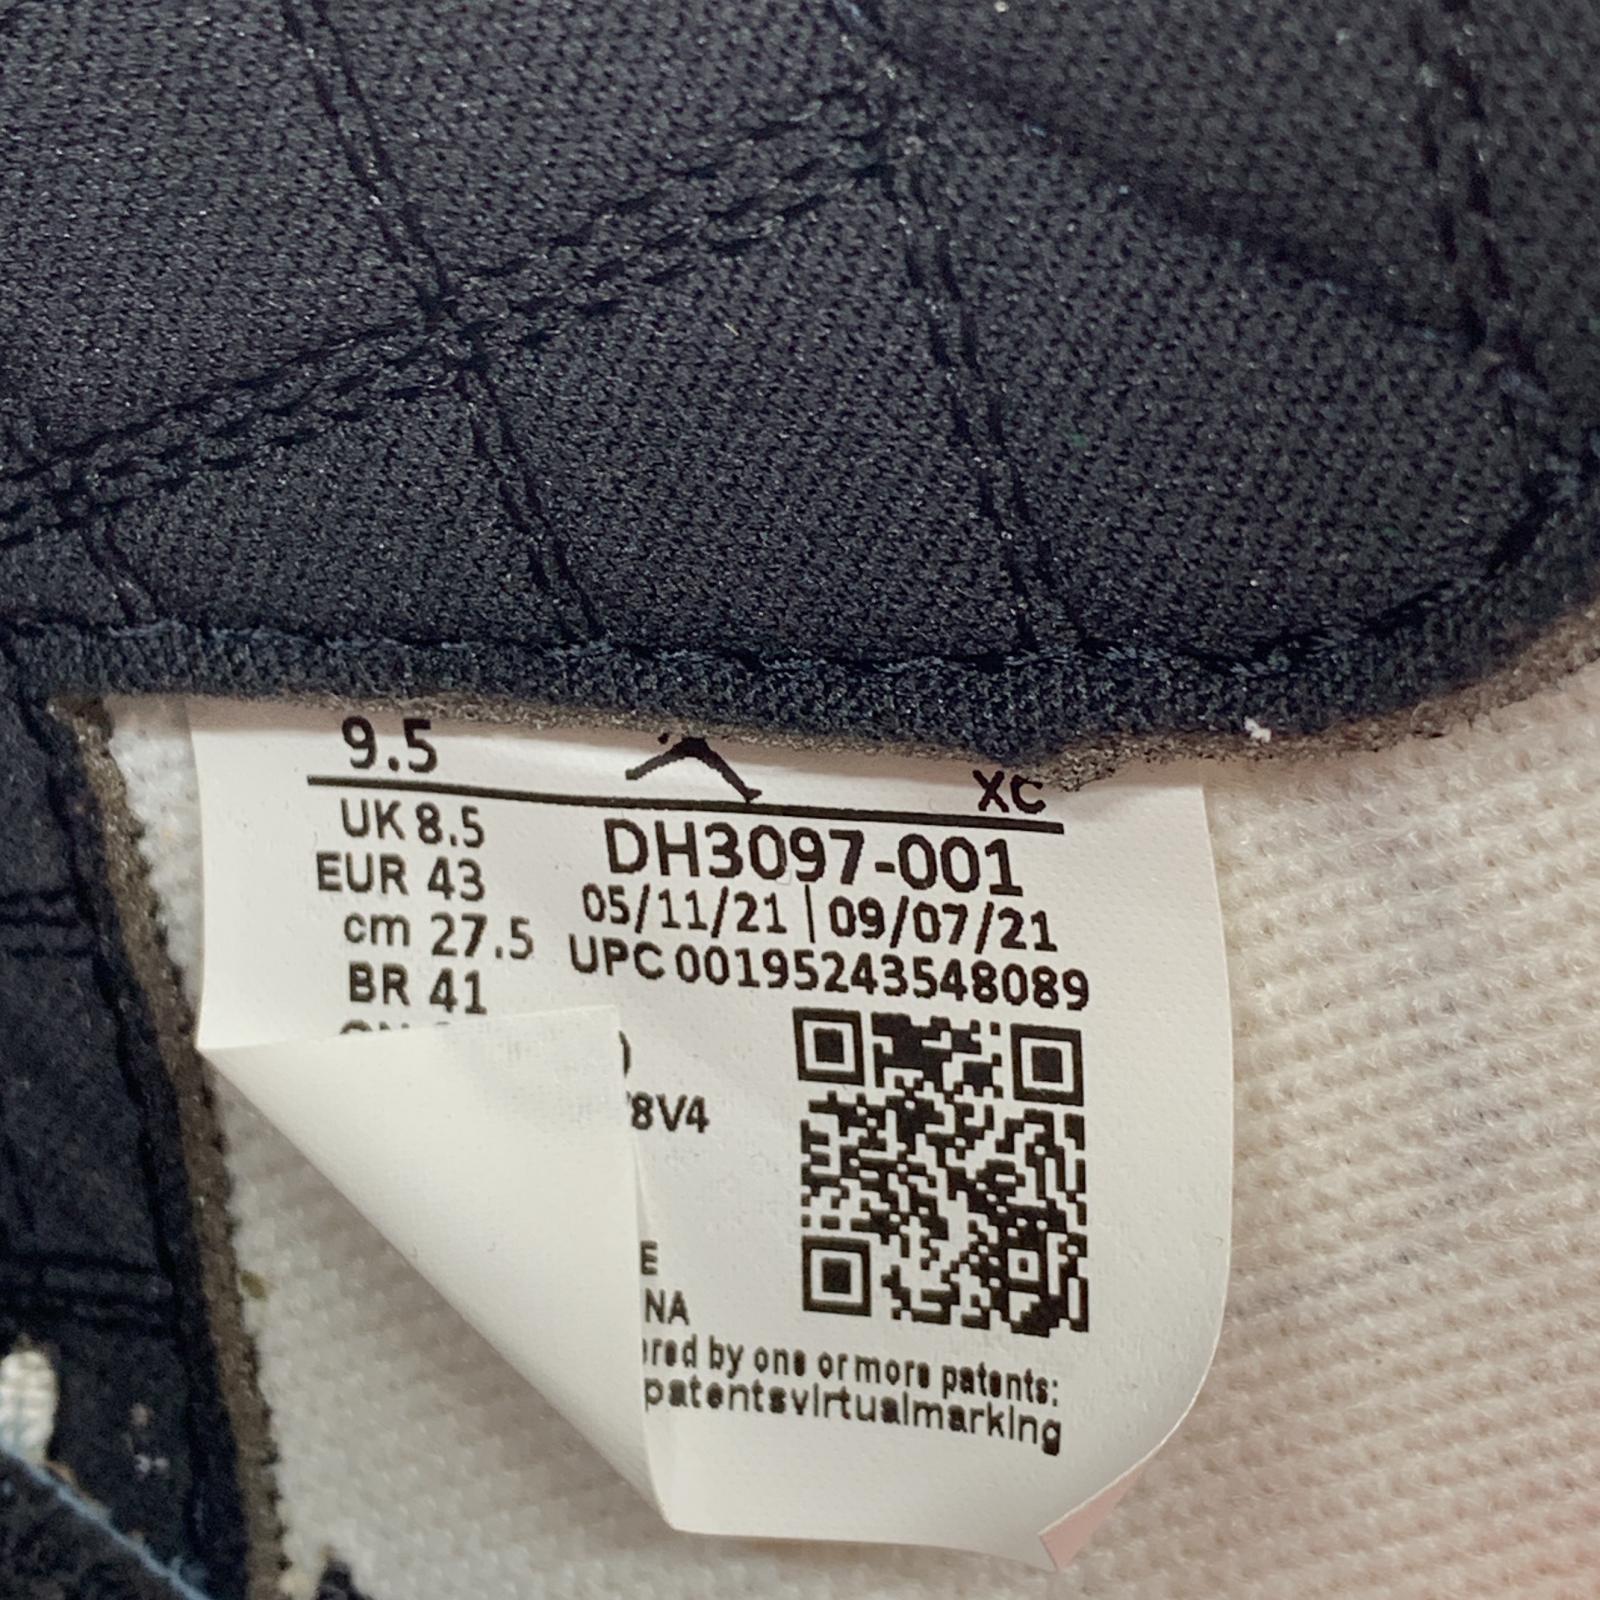 9.5
XC
UK 8.5
EUR 43
cm 27.5
BR 41
DH3097-001
05/11/21 | 09/07/21
UPC 00195243548089
8V4
E
NA
by one or more patents:
patentsvirtualmarking